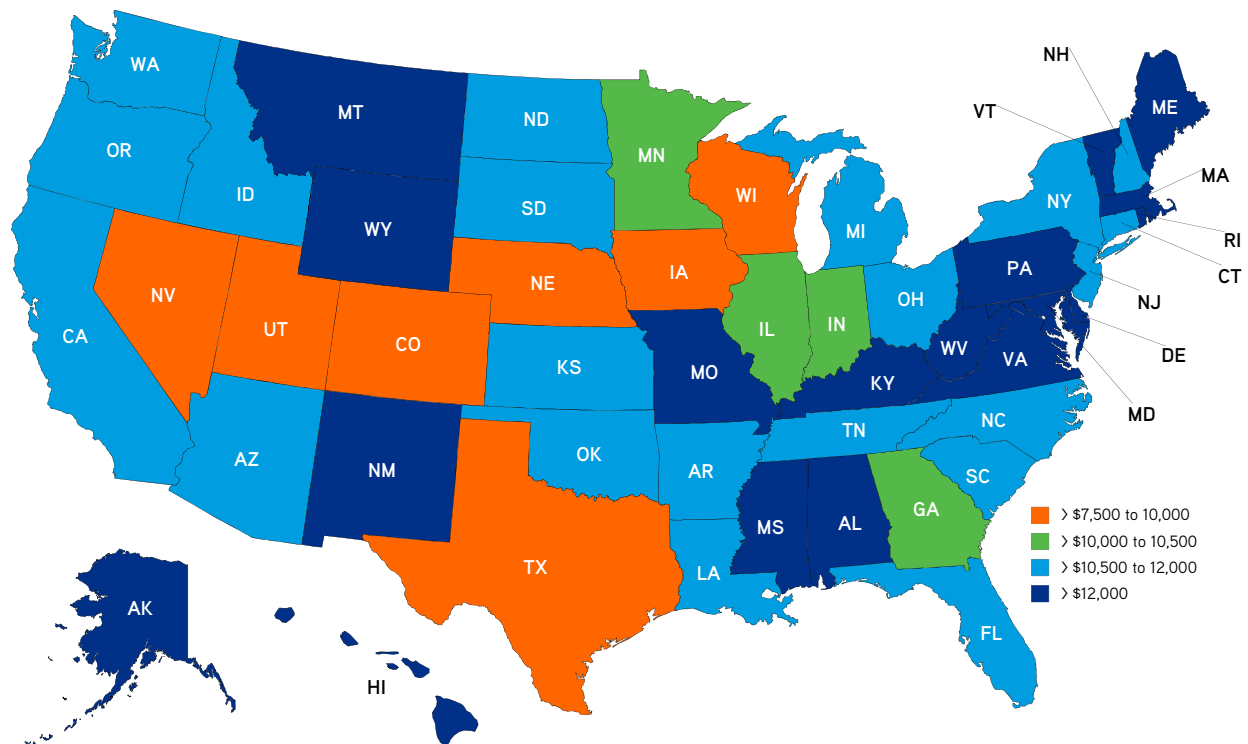 NH
WA
ME
MT
VT
ND
OR
MN
MA
WI
ID
NY
SD
WY
MI
RI
PA
IA
CT
NE
NV
OH
NJ
UT
IL
IN
CA
CO
WV
DE
VA
KS
MO
KY
MD
NC
TN
AZ
OK
NM
AR
SC
GA
MS
AL
> $7,500 to 10,000
> $10,000 to 10,500
TX
LA
> $10,500 to 12,000
> $12,000
AK
FL
HI